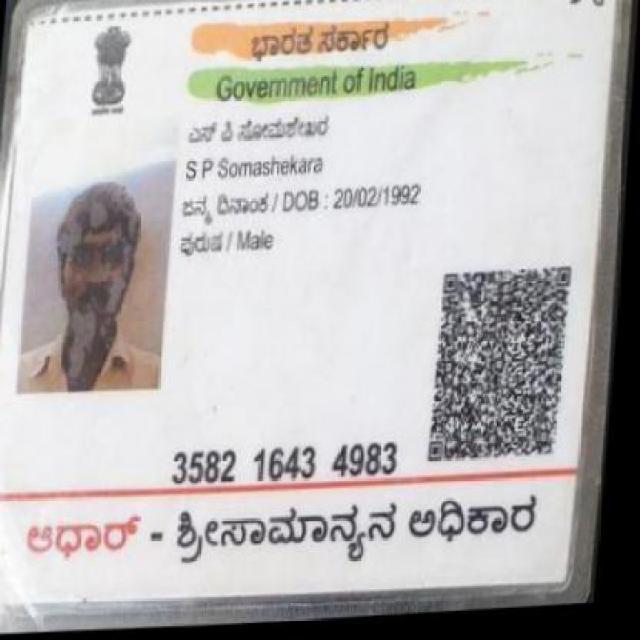 ಭಾರತ ಸರ್ಕಾರ
Government of India
ಎಸ್ ಪಿ ಸೋಮಶೇಖರ
S P Somashekara
ಜನ್ಮ ದಿನಾಂಕ / DOB : 20/02/1992
ಪುರುಷ / Male
3582 1643 4983
ಆಧಾರ್ - ಶ್ರೀಸಾಮಾನ್ಯನ ಅಧಿಕಾರ